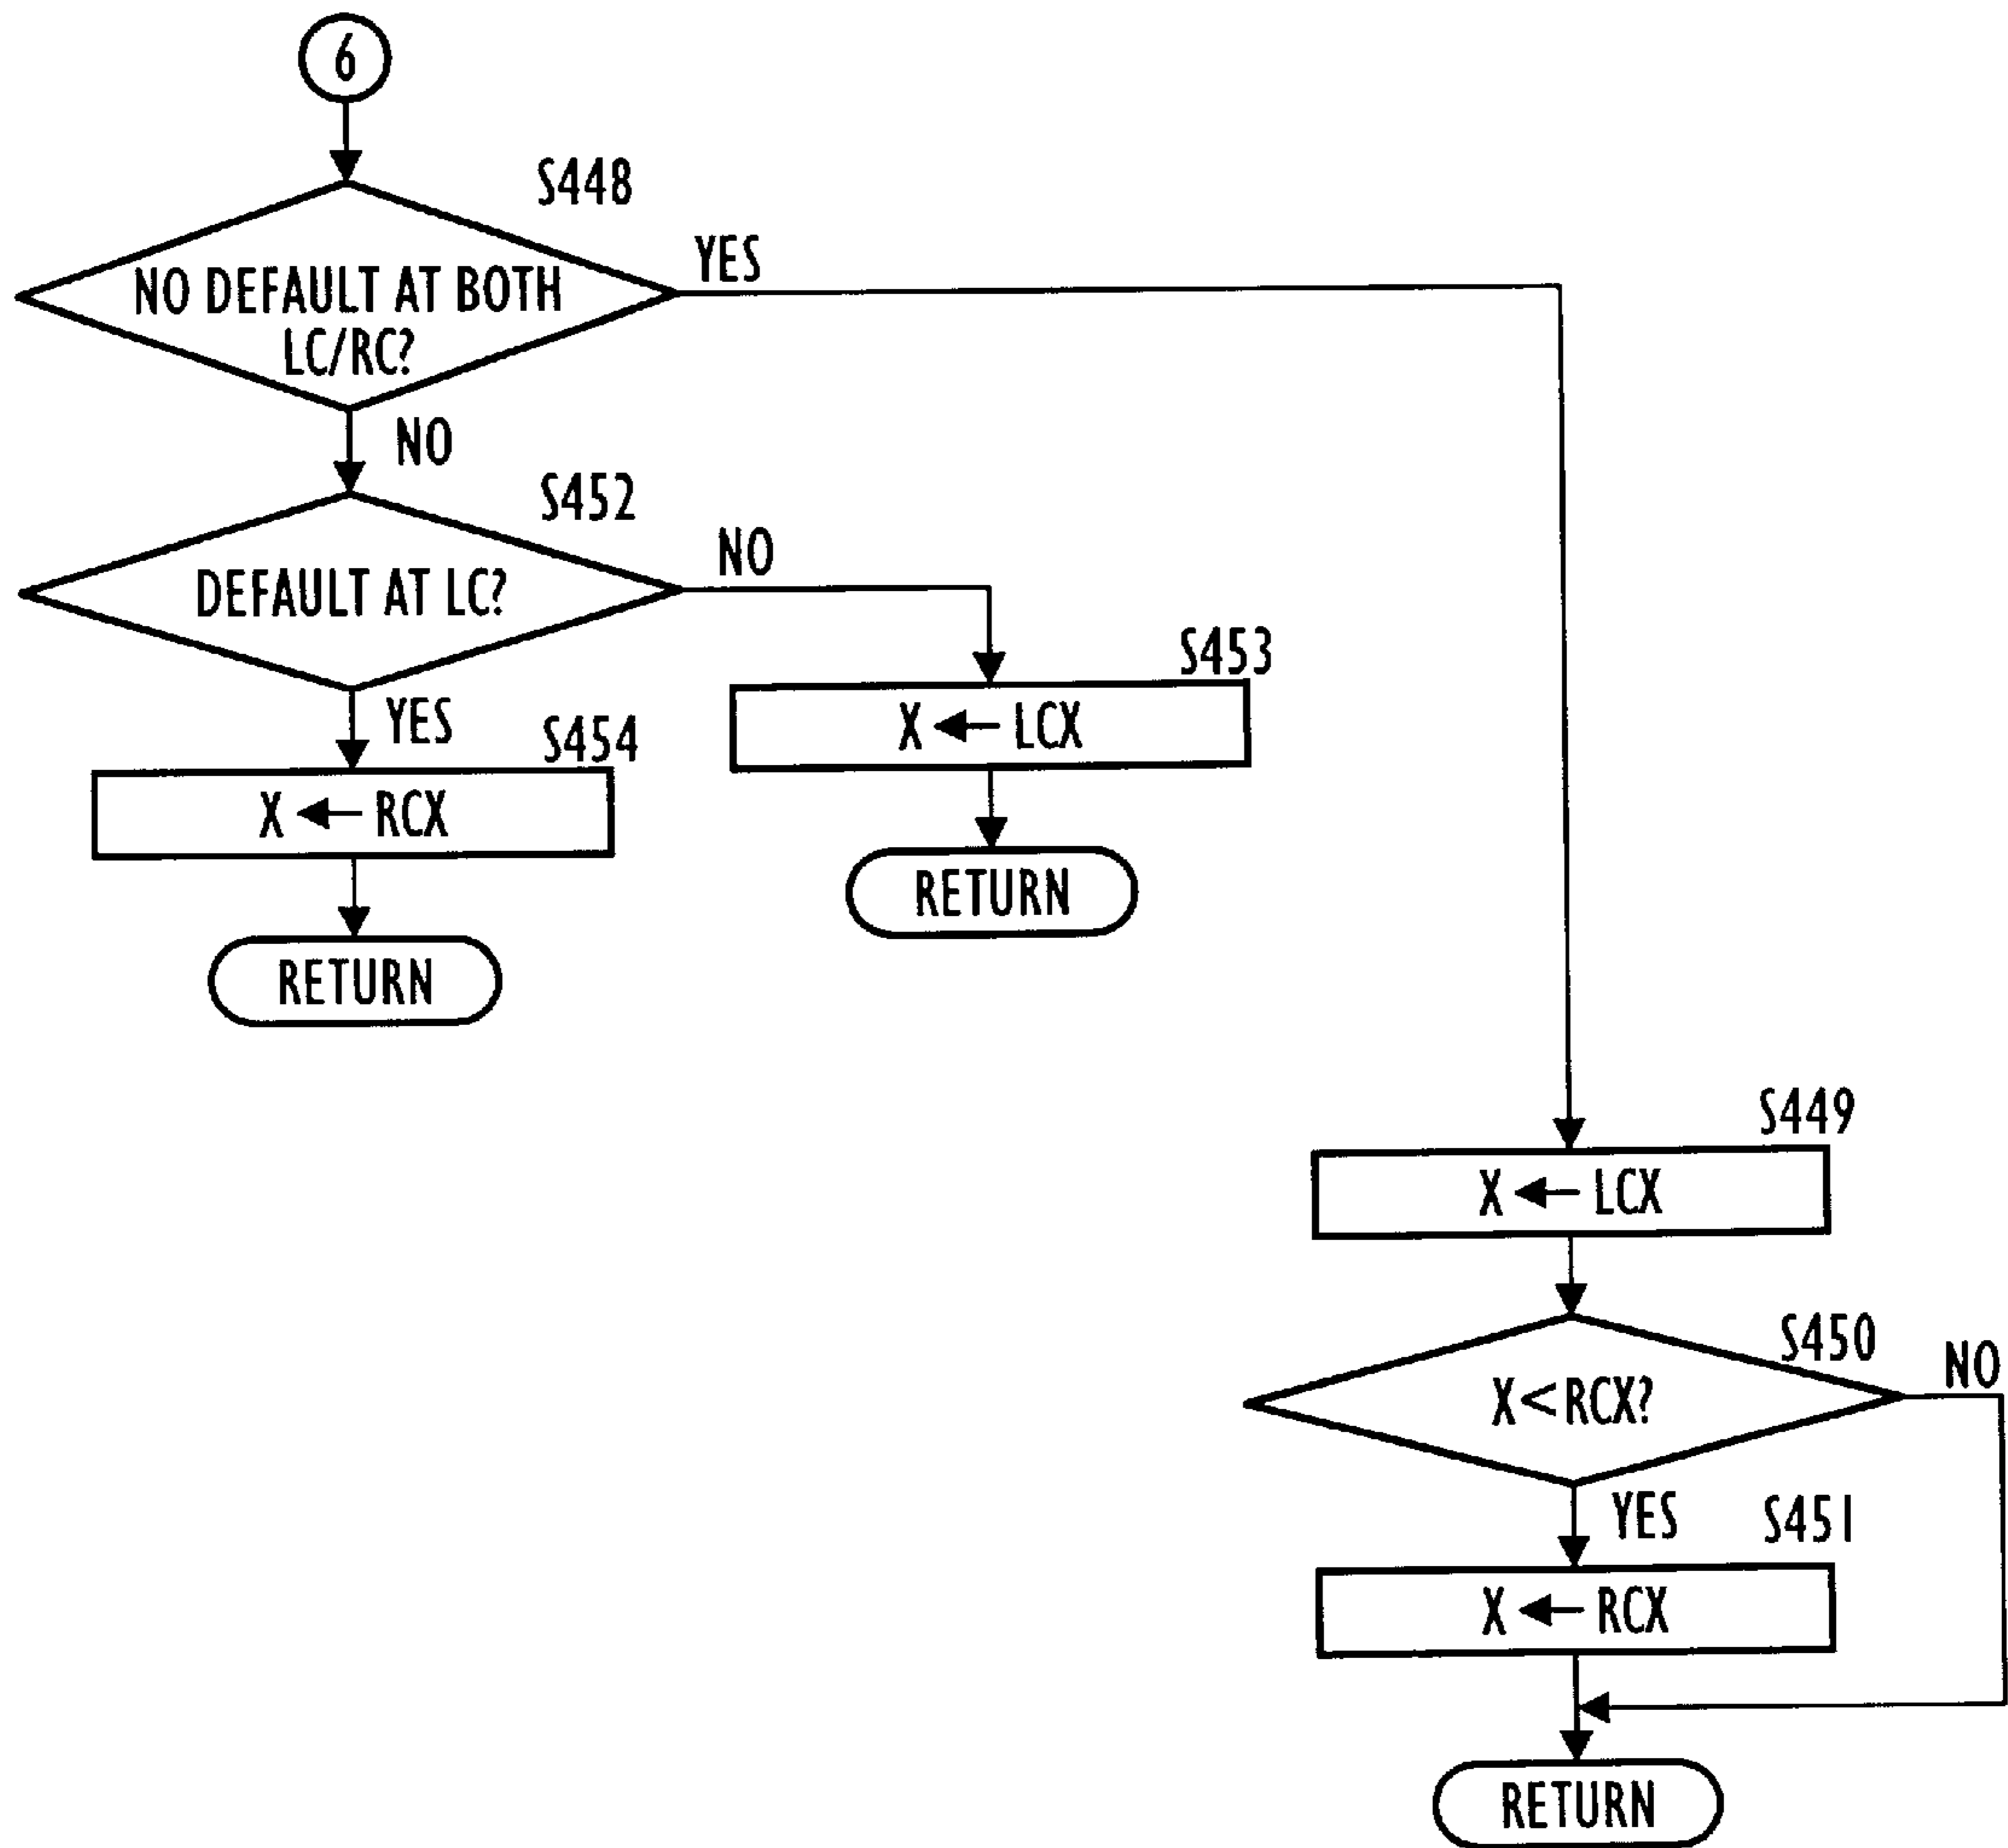 6
S448
NO DEFAULT AT BOTH
LC/RC?
YES
NO
S452
DEFAULT AT LC?
NO
YES
S453
X ← LCX
RETURN
S454
X ← RCX
RETURN
S449
X ← LCX
S450
X<RCX?
NO
YES
S451
X ← RCX
RETURN